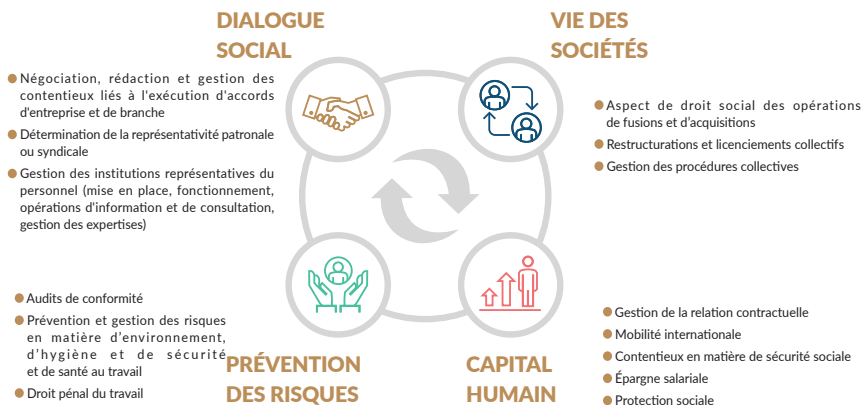 DIALOGUE
SOCIAL
Négociation, rédaction et gestion des
contentieux liés à l'exécution d'accords
d'entreprise et de branche
Détermination de la représentativité patronale
ou syndicale
Gestion des institutions représentatives du
personnel (mise en place, fonctionnement,
opérations d'information et de consultation,
gestion des expertises)
VIE DES
SOCIÉTÉS
Aspect de droit social des opérations
de fusions et d'acquisitions
Restructurations et licenciements collectifs
Gestion des procédures collectives
Audits de conformité
Prévention et gestion des risques
en matière d'environnement,
d'hygiène et de sécurité
et de santé au travail
Droit pénal du travail
PRÉVENTION
DES RISQUES
CAPITAL
HUMAIN
Gestion de la relation contractuelle
Mobilité internationale
Contentieux en matière de sécurité sociale
Épargne salariale
Protection sociale